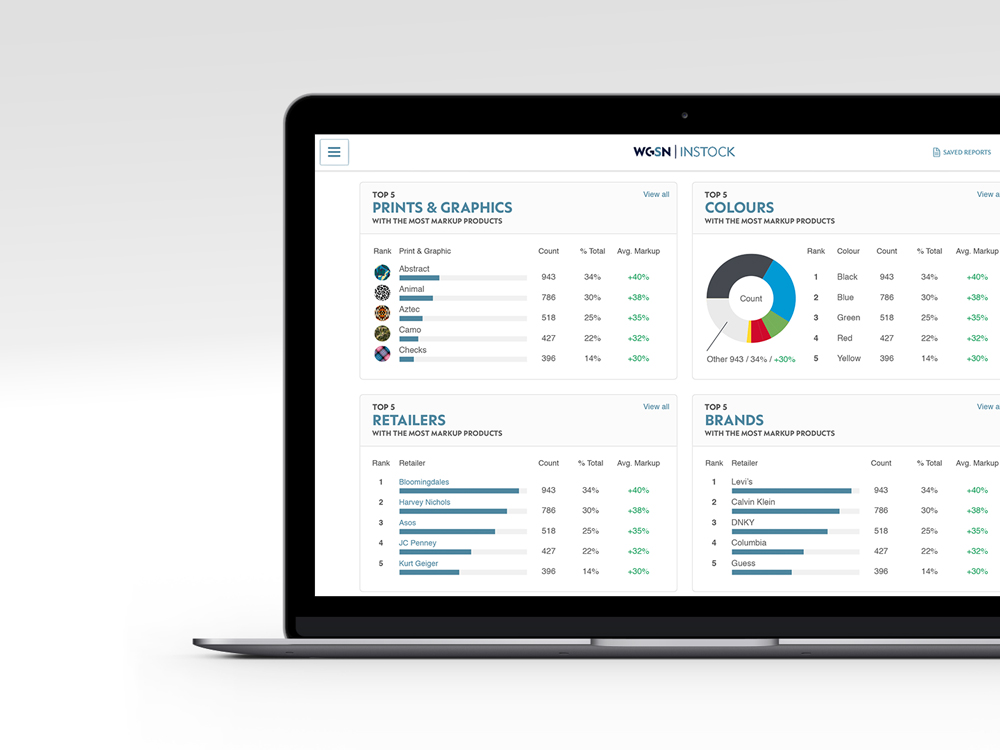 WGSN | INSTOCK
SAVED REPORTS
TOP 5
View all
PRINTS & GRAPHICS
WITH THE MOST MARKUP PRODUCTS
Rank Print & Graphic Count % Total Avg. Markup
Abstract 943 34% +40%
Animal 786 30% +38%
Aztec 518 25% +35%
Camo 427 22% +32%
Checks 396 14% +30%
TOP 5
View a
COLOURS
WITH THE MOST MARKUP PRODUCTS
Count
Other 943 / 34% / +30%
Rank Colour Count % Total Avg. Markup
1 Black 943 34% +40%
2 Blue 786 30% +38%
3 Green 518 25% +35%
4 Red 427 22% +32%
5 Yellow 396 14% +30%
TOP 5
View all
RETAILERS
WITH THE MOST MARKUP PRODUCTS
Rank Retailer Count % Total Avg. Markup
1 Bloomingdales 943 34% +40%
2 Harvey Nichols 786 30% +38%
3 Asos 518 25% +35%
4 JC Penney 427 22% +32%
5 Kurt Geiger 396 14% +30%
TOP 5
View a
BRANDS
WITH THE MOST MARKUP PRODUCTS
Rank Retailer Count % Total Avg. Markup
1 Levi's 943 34% +40%
2 Calvin Klein 786 30% +38%
3 DNKY 518 25% +35%
4 Columbia 427 22% +32%
5 Guess 396 14% +30%